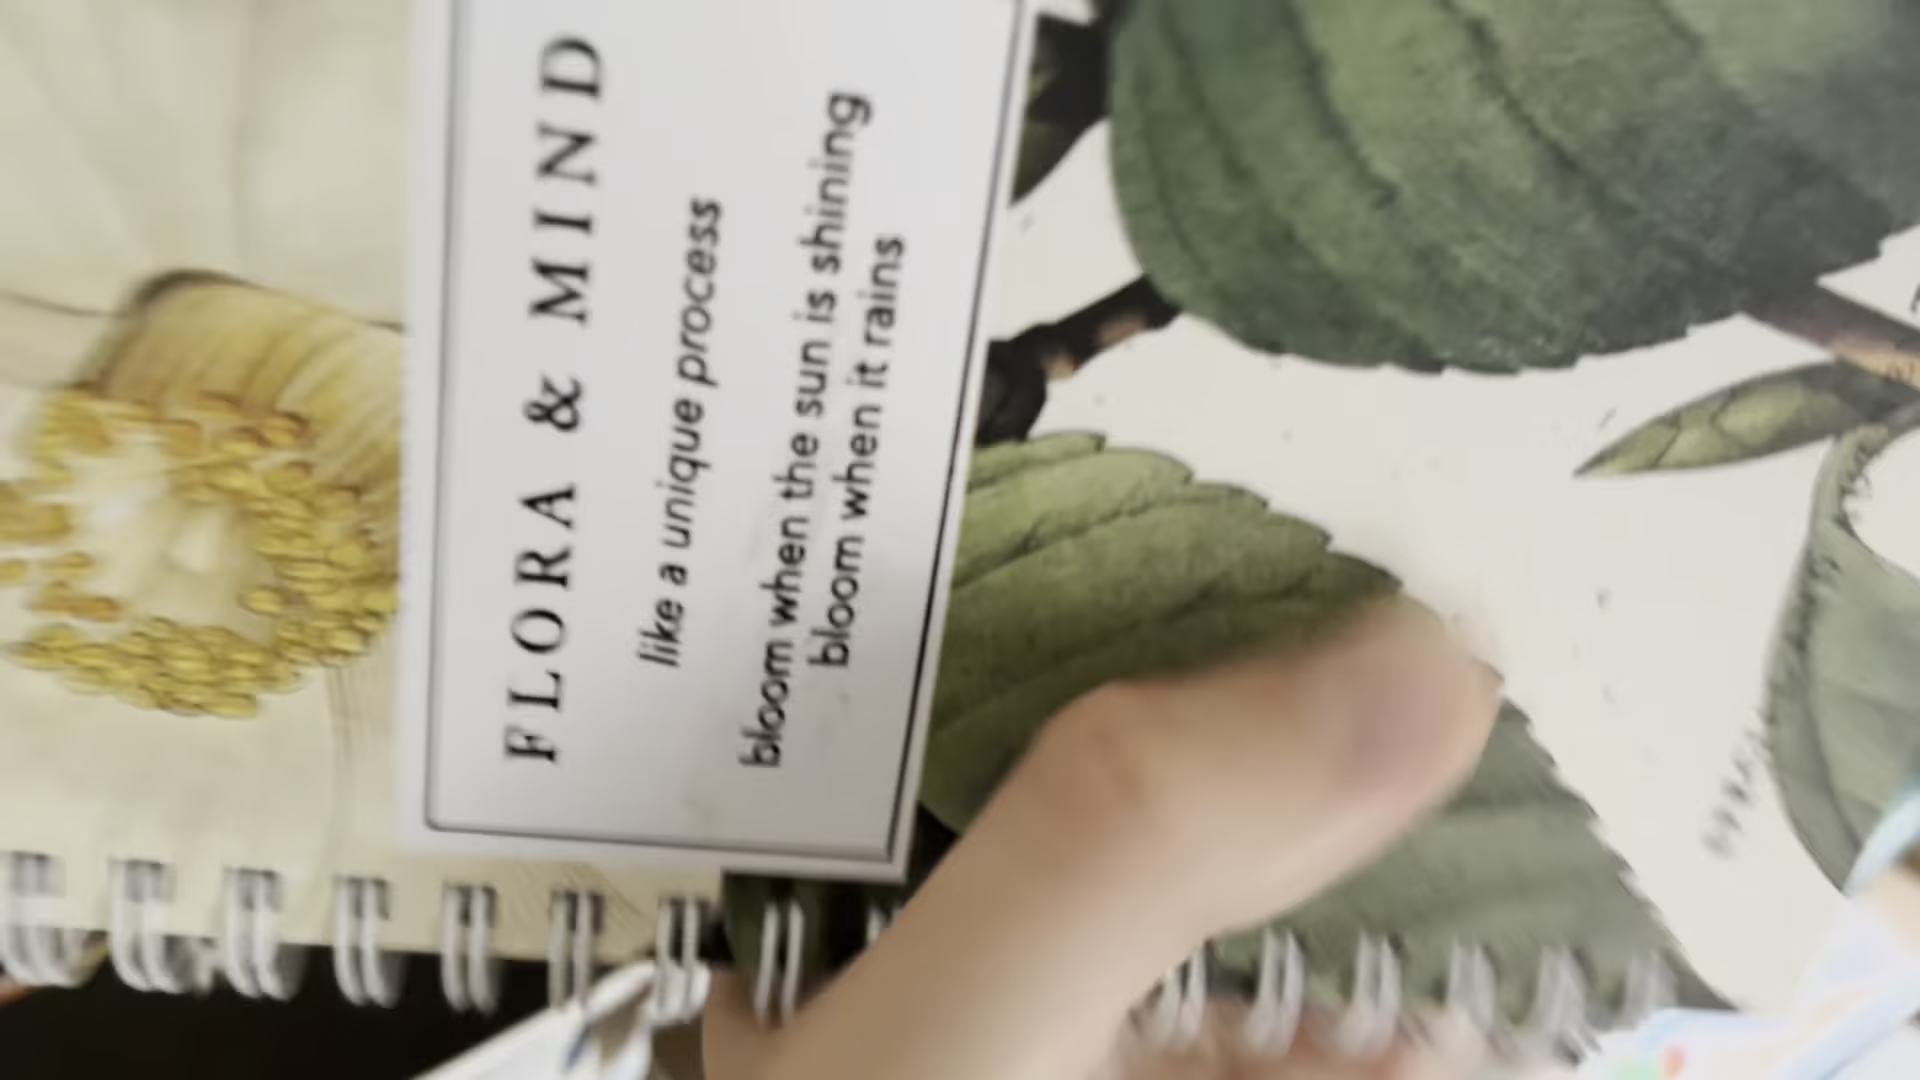 FLORA & MIND
like a unique process
bloom when the sun is shining
bloom when it rains